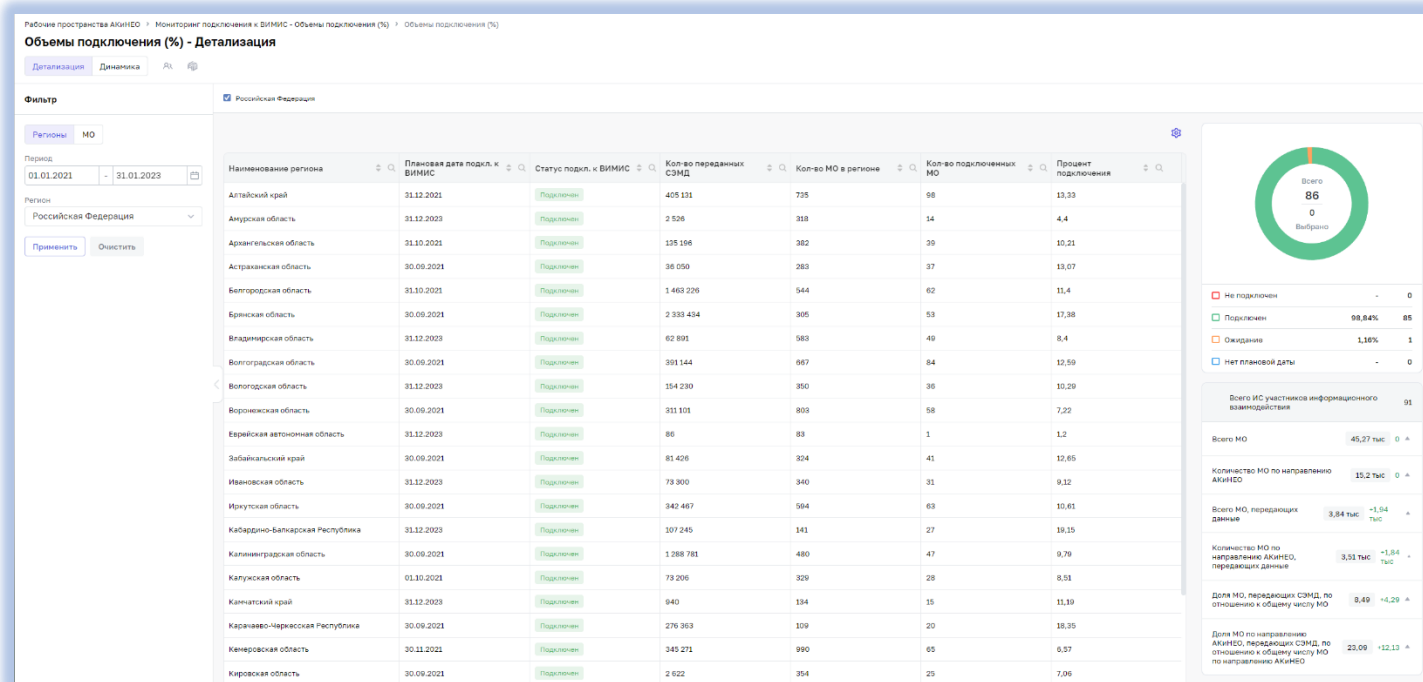 Рабочие пространства АКиНЕО > Мониторинг подключения к ВИМИС - Объемы подключения (%) > Объемы подключения (%)
Объемы подключения (%) - Детализация
Детализация Динамика
Фильтр
Регионы МО
Период
01.01.2021 - 31.01.2023
Регион
Российская Федерация
Применить Очистить
Российская Федерация
Наименование региона Плановая дата подкл. к ВИМИС Статус подкл. к ВИМИС Кол-во переданных СЭМД Кол-во МО в регионе Кол-во подключенных МО Процент подключения
Алтайский край 31.12.2021 Подключен 405 131 735 98 13,33
Амурская область 31.12.2023 Подключен 2 526 318 14 4,4
Архангельская область 31.10.2021 Подключен 135 196 382 39 10,21
Астраханская область 30.09.2021 Подключен 36 050 283 37 13,07
Белгородская область 31.10.2021 Подключен 1 463 226 544 62 11,4
Брянская область 30.09.2021 Подключен 2 333 434 305 53 17,38
Владимирская область 31.12.2023 Подключен 62 891 583 49 8,4
Волгоградская область 30.09.2021 Подключен 391 144 667 84 12,59
Вологодская область 31.12.2023 Подключен 154 230 350 36 10,29
Воронежская область 30.09.2021 Подключен 311 101 803 58 7,22
Еврейская автономная область 31.12.2023 Подключен 86 83 1 1,2
Забайкальский край 30.09.2021 Подключен 81 426 324 41 12,65
Ивановская область 31.12.2023 Подключен 73 300 340 31 9,12
Иркутская область 30.09.2021 Подключен 342 467 594 63 10,61
Кабардино-Балкарская Республика 31.12.2023 Подключен 107 245 141 27 19,15
Калининградская область 30.09.2021 Подключен 1 288 781 480 47 9,79
Калужская область 01.10.2021 Подключен 73 206 329 28 8,51
Камчатский край 31.12.2023 Подключен 940 134 15 11,19
Карачаево-Черкесская Республика 30.09.2021 Подключен 276 363 109 20 18,35
Кемеровская область 30.11.2021 Подключен 345 271 990 65 6,57
Кировская область 30.09.2021 Подключен 2 622 354 25 7,06
Всего
86
0
Выбрано
Не подключен - 0
Подключен 98,84% 85
Ожидание 1,16% 1
Нет плановой даты - 0
Всего ИС участников информационного
взаимодействия 91
Всего МО 45,27 тыс 0
Количество МО по направлению
АКиНЕО 15,2 тыс 0
Всего МО, передающих
данные 3,84 тыс +1,94 тыс
Количество МО по
направлению АКиНЕО,
передающих данные 3,51 тыс +1,84 тыс
Доля МО, передающих СЭМД, по
отношению к общему числу МО 8,49 +4,29
Доля МО по направлению
АКиНЕО, передающих СЭМД, по
отношению к общему числу МО
по направлению АКиНЕО 23,09 +12,13